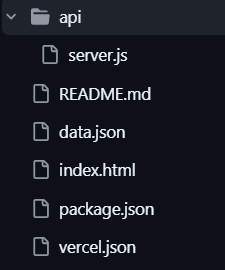 api
server.js
README.md
data.json
index.html
package.json
vercel.json